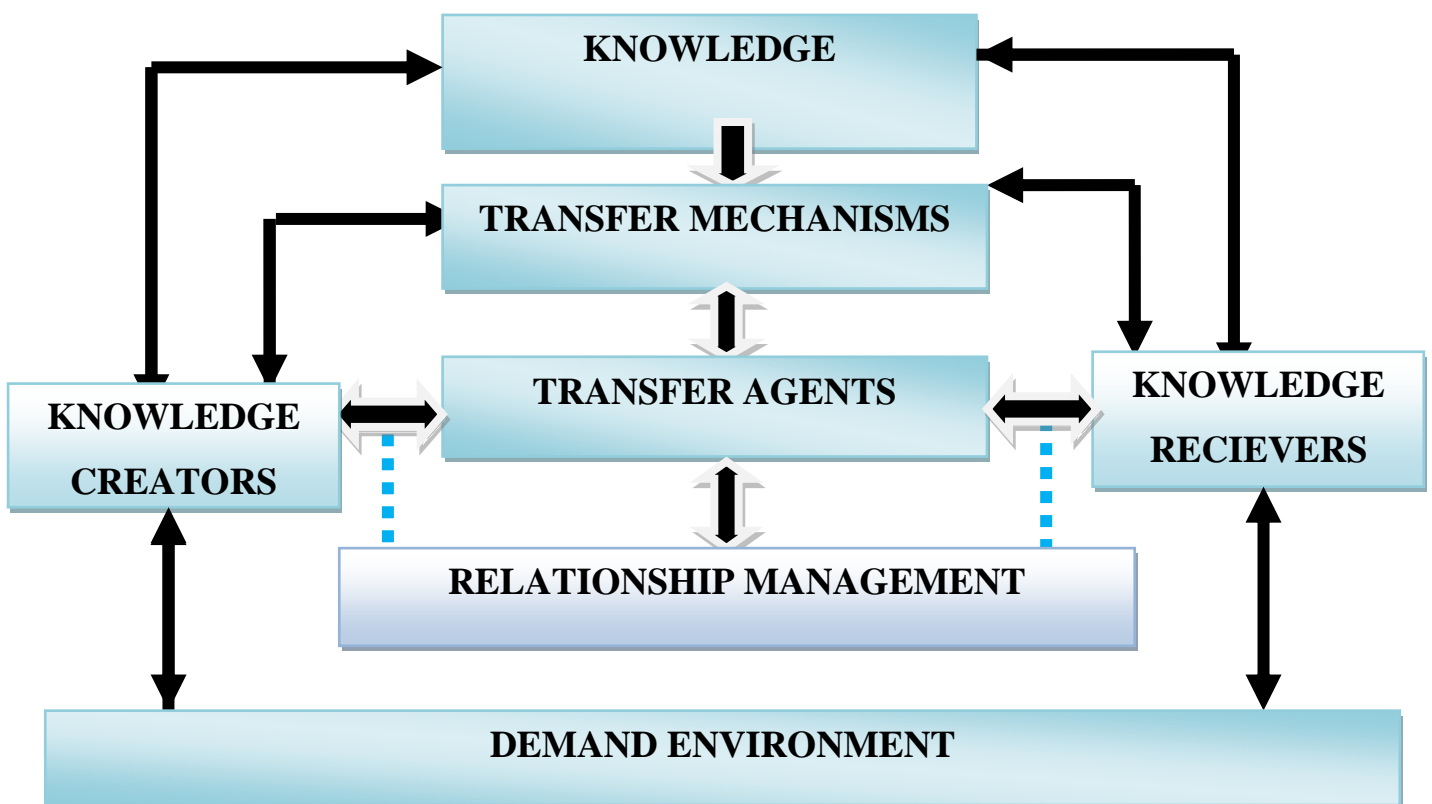 KNOWLEDGE
TRANSFER MECHANISMS
TRANSFER AGENTS
KNOWLEDGE
CREATORS
KNOWLEDGE
RECIEVERS
RELATIONSHIP MANAGEMENT
DEMAND ENVIRONMENT